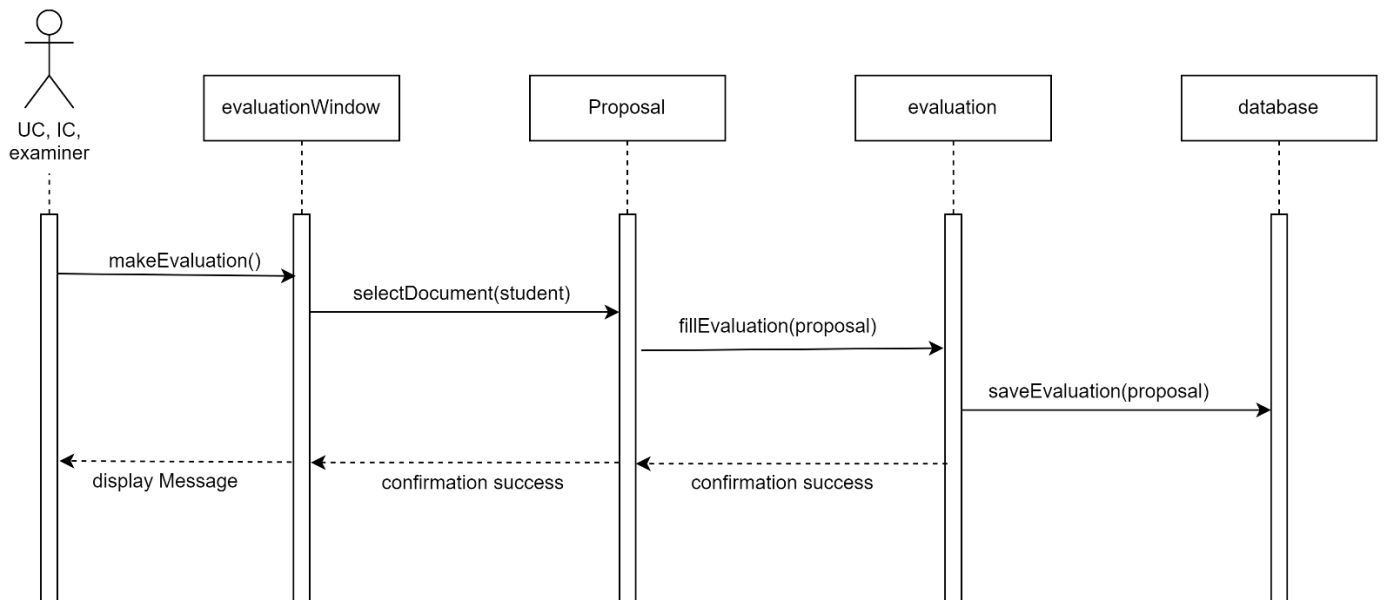 UC, IC,
examiner
evaluationWindow
Proposal
evaluation
database
makeEvaluation()
selectDocument(student)
fillEvaluation(proposal)
saveEvaluation(proposal)
display Message
confirmation success
confirmation success